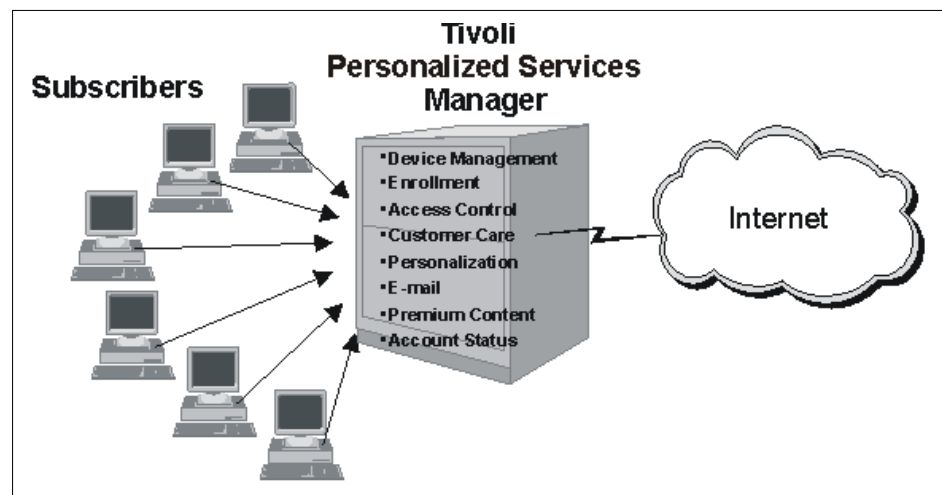 Tivoli
Personalized Services
Manager
Subscribers
•Device Management
•Enrollment
•Access Control
•Customer Care
•Personalization
•E-mail
•Premium Content
•Account Status
Internet